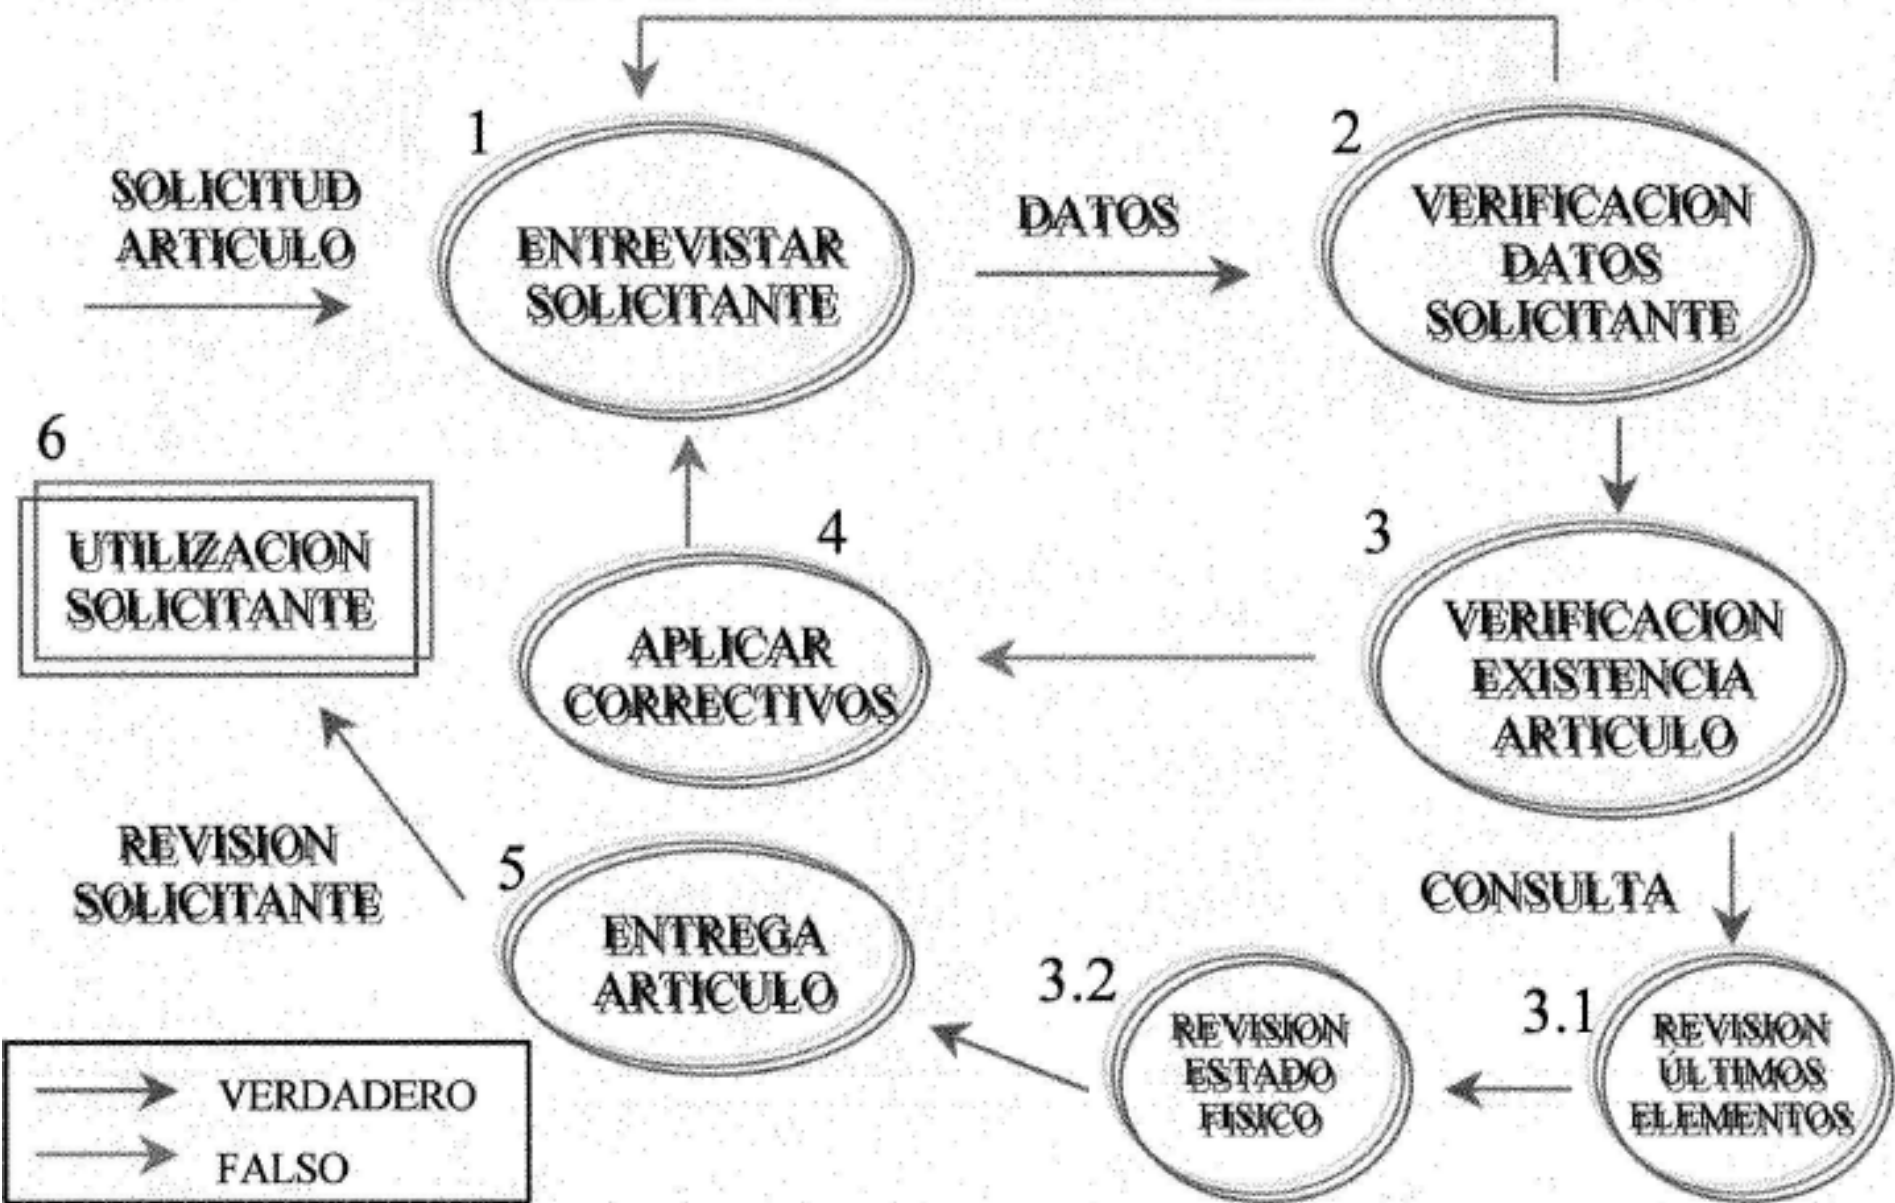 1
SOLICITUD
ARTICULO
ENTREVISTAR
SOLICITANTE
DATOS
2
VERIFICACION
DATOS
SOLICITANTE
6
UTILIZACION
SOLICITANTE
4
APLICAR
CORRECTIVOS
3
VERIFICACION
EXISTENCIA
ARTICULO
REVISION
SOLICITANTE
5
ENTREGA
ARTICULO
CONSULTA
3.2
REVISION
ESTADO
FISICO
3.1
REVISION
ÚLTIMOS
ELEMENTOS
VERDADERO
FALSO